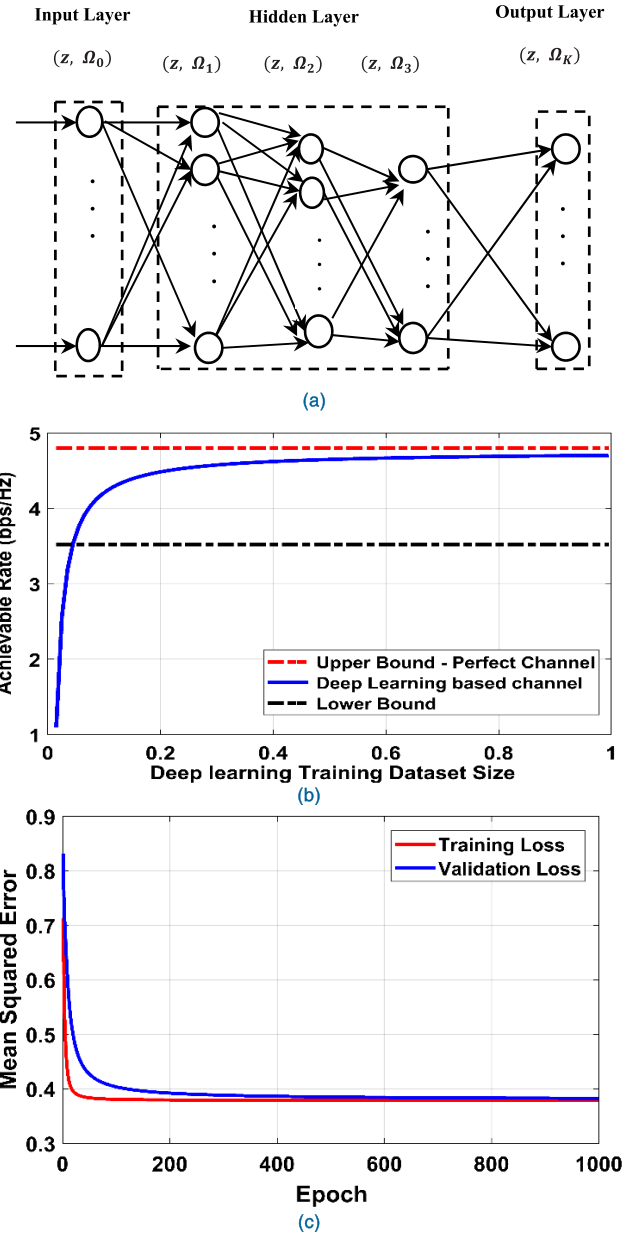 Input Layer
Hidden Layer
Output Layer
(z, Ω₀)
(z, Ω₁)
(z, Ω₂)
(z, Ω₃)
(z, Ω_K)
(a)
5
4
3
2
1
Achievable Rate (bps/Hz)
Upper Bound - Perfect Channel
Deep Learning based channel
Lower Bound
0 0.2 0.4 0.6 0.8 1
Deep learning Training Dataset Size
(b)
0.9
0.8
0.7
0.6
0.5
0.4
0.3
Mean Squared Error
Training Loss
Validation Loss
0 200 400 600 800 1000
Epoch
(c)